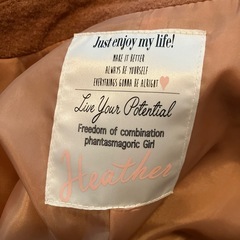 Just enjoy my life!
MAKE IT BETTER
ALWAYS BE YOURSELF
EVERYTHINGS GONNA BE ALRIGHT
Live Your Potential
Freedom of combination
phantasmagoric Girl
Heather